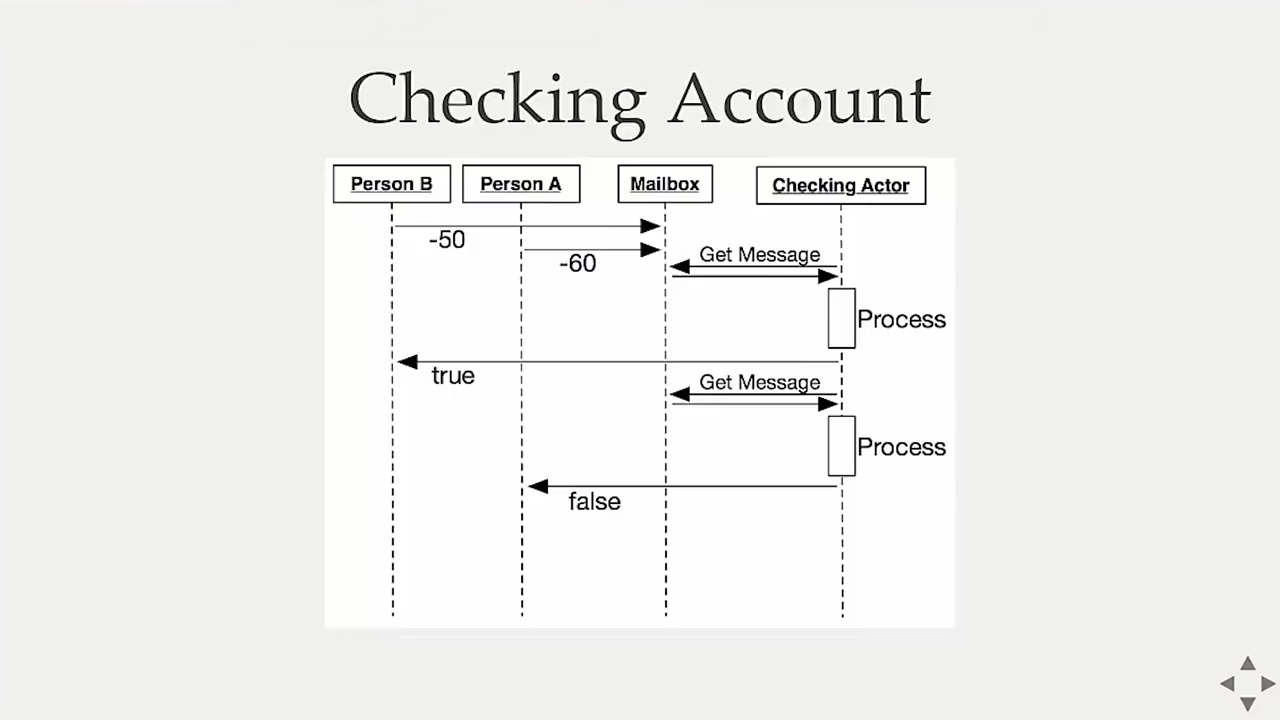 Checking Account
Person B
Person A
Mailbox
Checking Actor
-50
-60
Get Message
Process
true
Get Message
Process
false